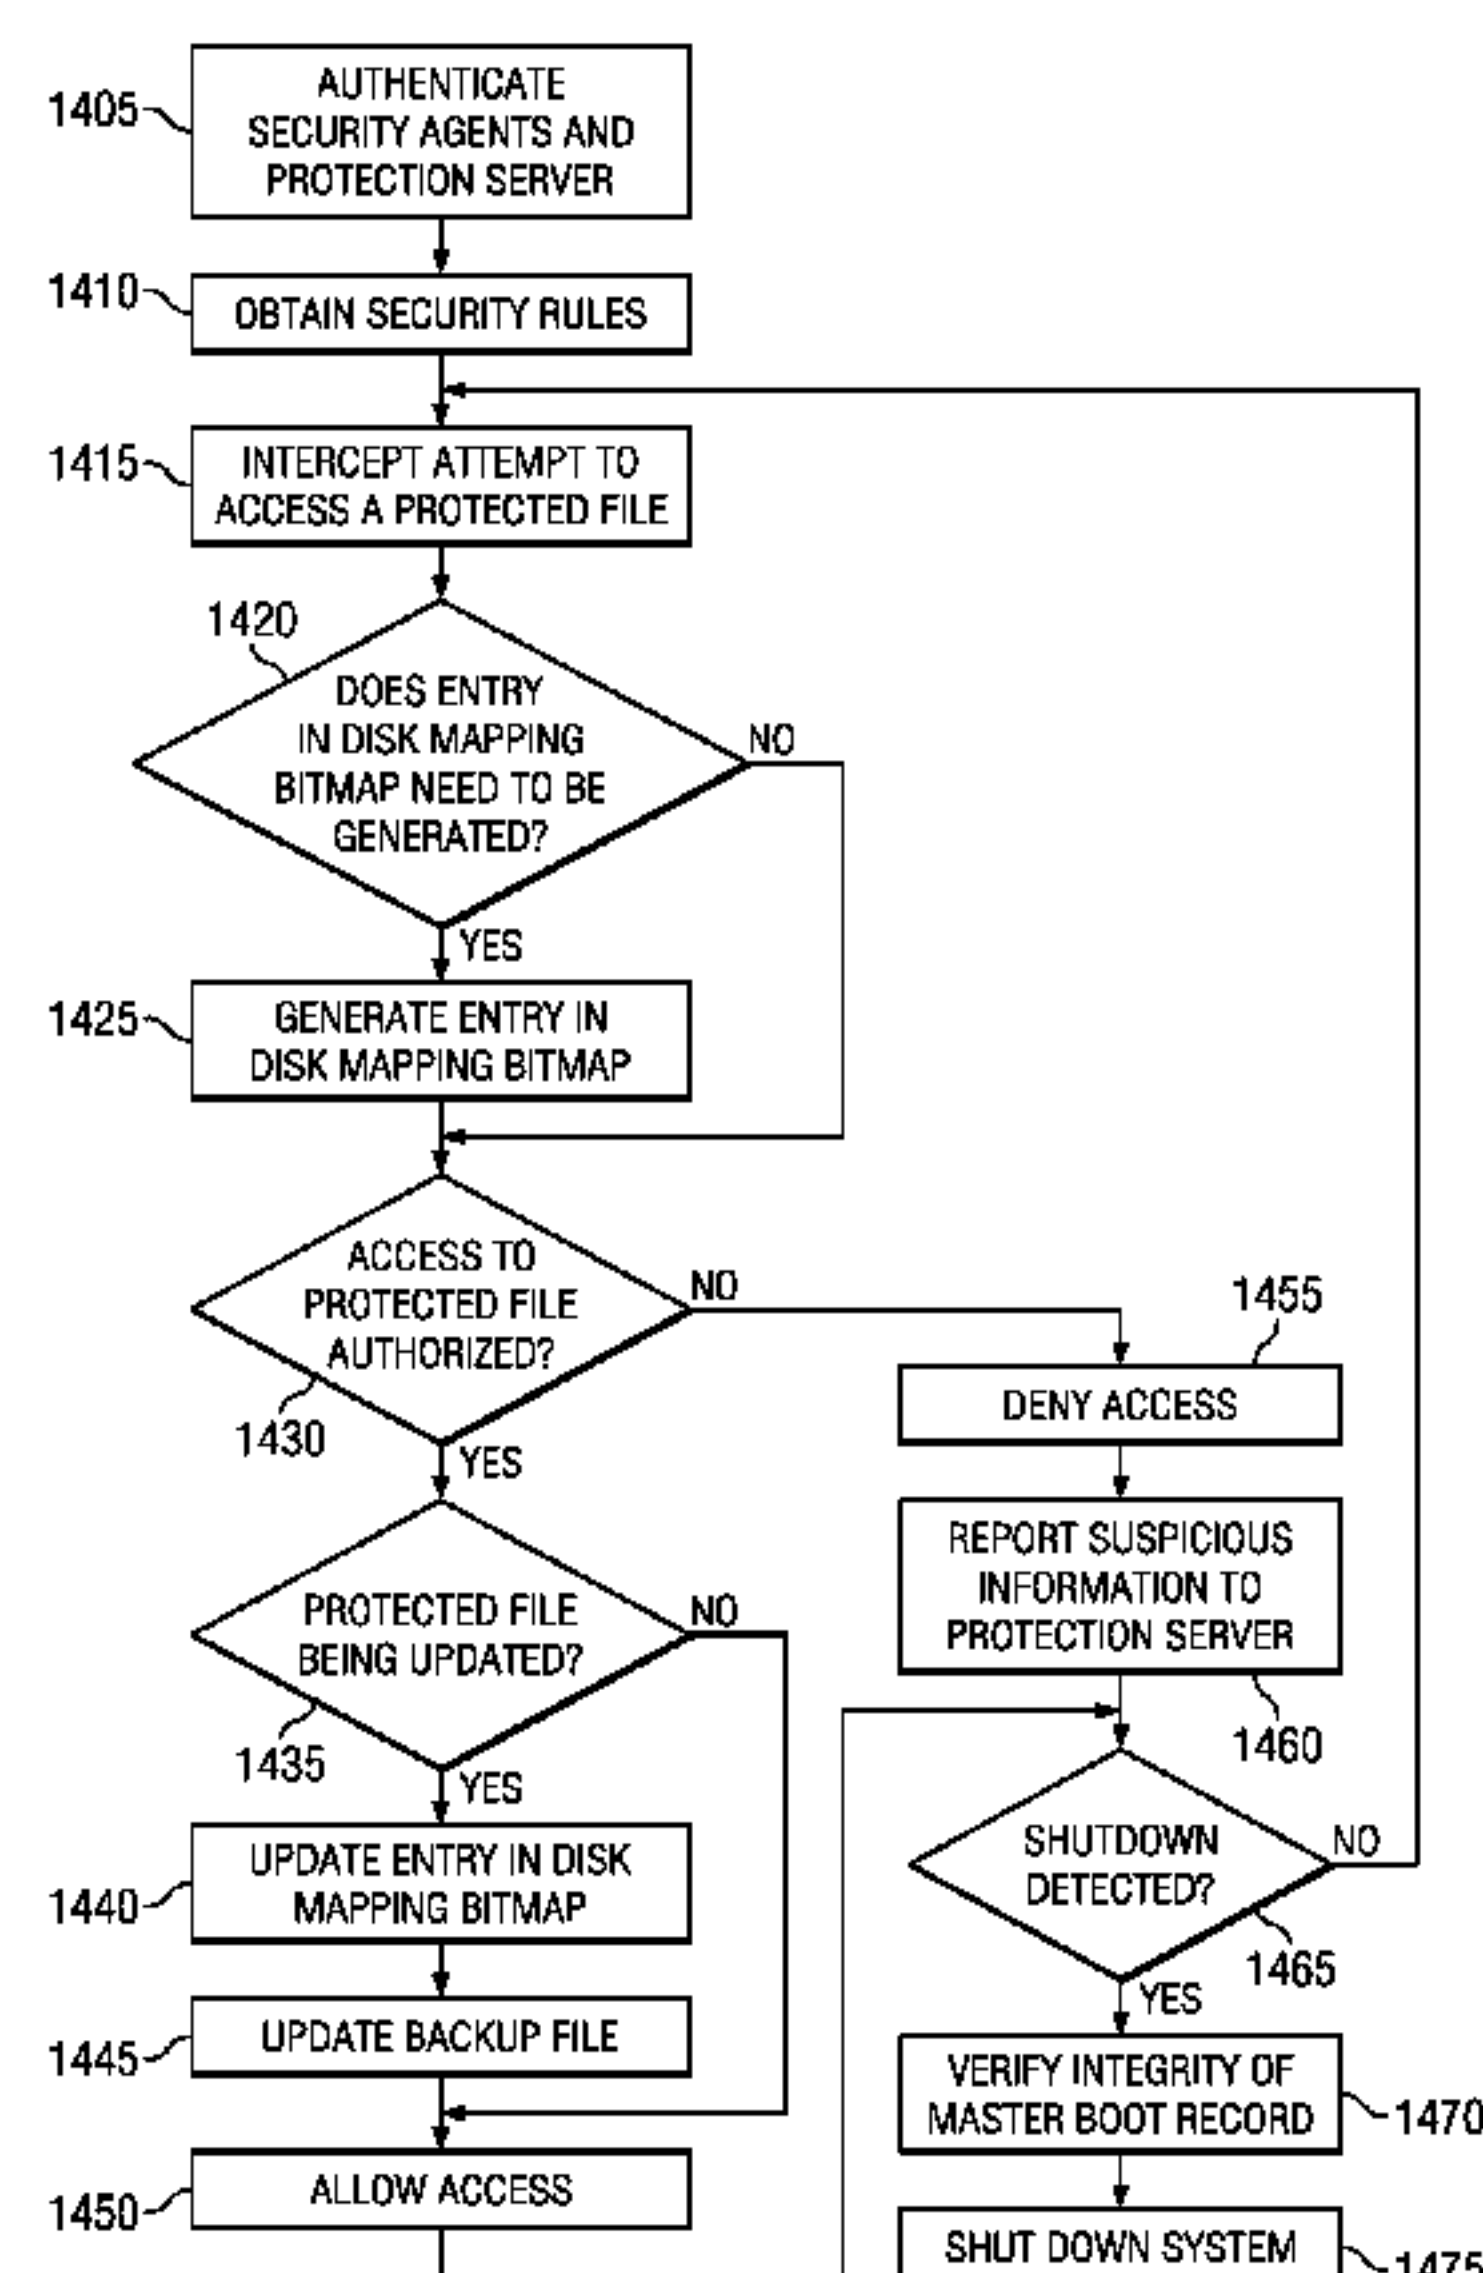 1405
AUTHENTICATE
SECURITY AGENTS AND
PROTECTION SERVER
1410
OBTAIN SECURITY RULES
1415
INTERCEPT ATTEMPT TO
ACCESS A PROTECTED FILE
1420
DOES ENTRY
IN DISK MAPPING
BITMAP NEED TO BE
GENERATED?
NO
YES
1425
GENERATE ENTRY IN
DISK MAPPING BITMAP
ACCESS TO
PROTECTED FILE
AUTHORIZED?
NO
1430
YES
PROTECTED FILE
BEING UPDATED?
NO
1435
YES
1440
UPDATE ENTRY IN DISK
MAPPING BITMAP
1445
UPDATE BACKUP FILE
1450
ALLOW ACCESS
1455
DENY ACCESS
REPORT SUSPICIOUS
INFORMATION TO
PROTECTION SERVER
1460
SHUTDOWN
DETECTED?
NO
1465
YES
VERIFY INTEGRITY OF
MASTER BOOT RECORD
1470
SHUT DOWN SYSTEM
1475